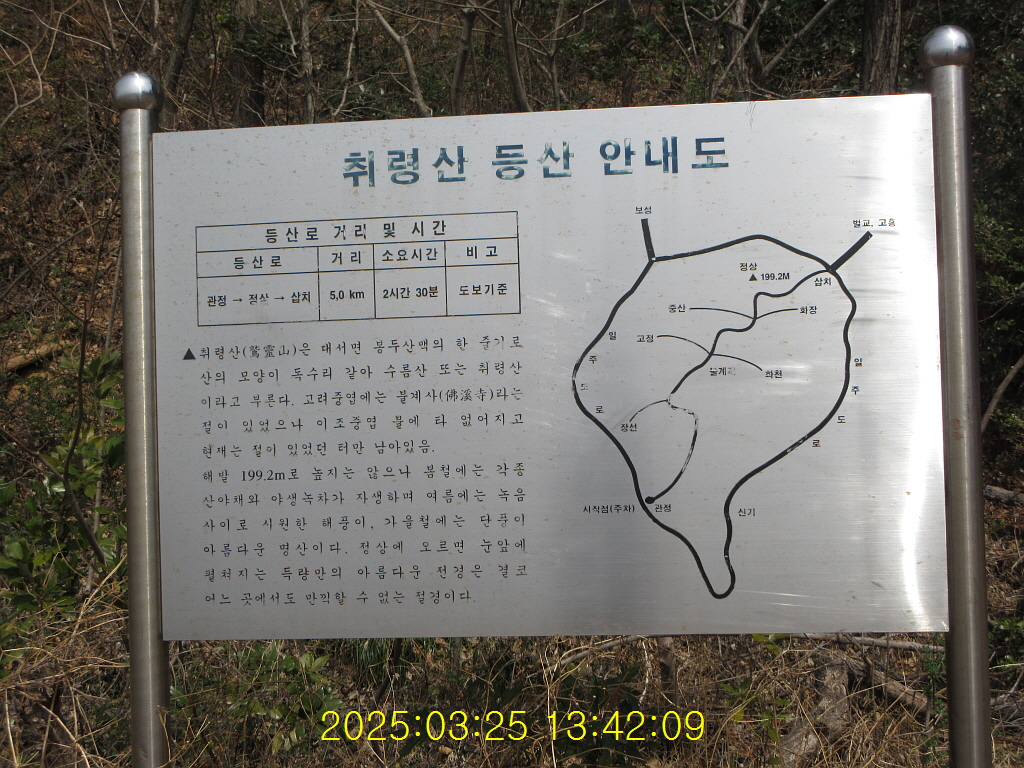 취령산 등산 안내도
등산로 거리 및 시간
등산로 거리 소요시간 비고
관정 → 정상 → 삽치 5.0 km 2시간 30분 도보기준
▲취령산(鷲靈山)은 대서면 봉두산맥의 한 줄기로
산의 모양이 독수리 같아 수름산 또는 취령산
이라고 부른다. 고려중엽에는 불계사(佛溪寺)라는
절이 있었으나 이조중엽 불에 타 없어지고
현재는 절이 있었던 터만 남아있음.
해발 199.2m로 높지는 않으나 봄철에는 각종
산야채와 야생녹차가 자생하며 여름에는 녹음
사이로 시원한 해풍이, 가을철에는 단풍이
아름다운 명산이다. 정상에 오르면 눈앞에
펼쳐지는 득량만의 아름다운 전경은 결코
어느 곳에서도 만끽할 수 없는 절경이다.
보성
벌교, 고흥
정상
▲ 199.2M
삽치
중산
화장
고정
불계
화천
장선
일주도로
일주도로
시작점(주차)
관정
신기
2025:03:25 13:42:09